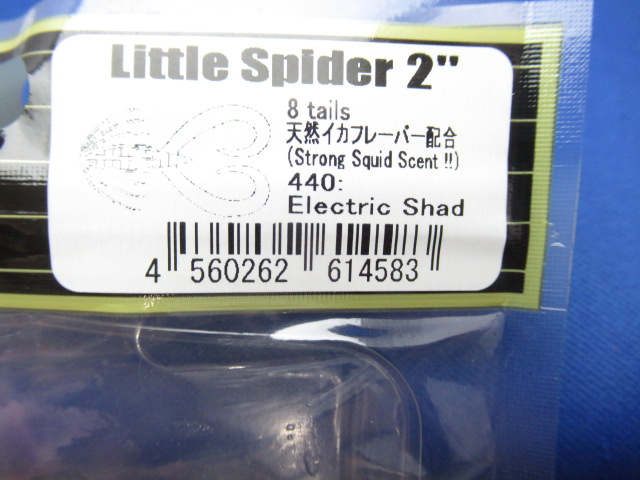 Little Spider 2"
8 tails
天然イカフレーバー配合
(Strong Squid Scent !!)
440:
Electric Shad
4 560262 614583